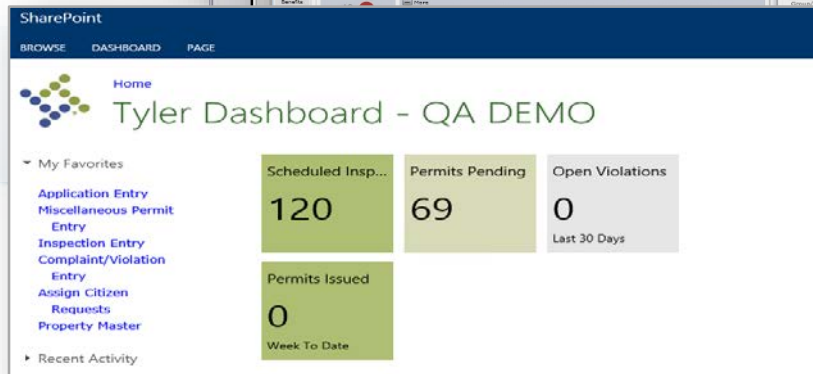 Benefits
More
SharePoint
BROWSE DASHBOARD PAGE
Home
Tyler Dashboard - QA DEMO
My Favorites
Application Entry
Miscellaneous Permit
Entry
Inspection Entry
Complaint/Violation
Entry
Assign Citizen
Requests
Property Master
Recent Activity
Scheduled Insp...
120
Permits Pending
69
Open Violations
0
Last 30 Days
Permits Issued
0
Week To Date